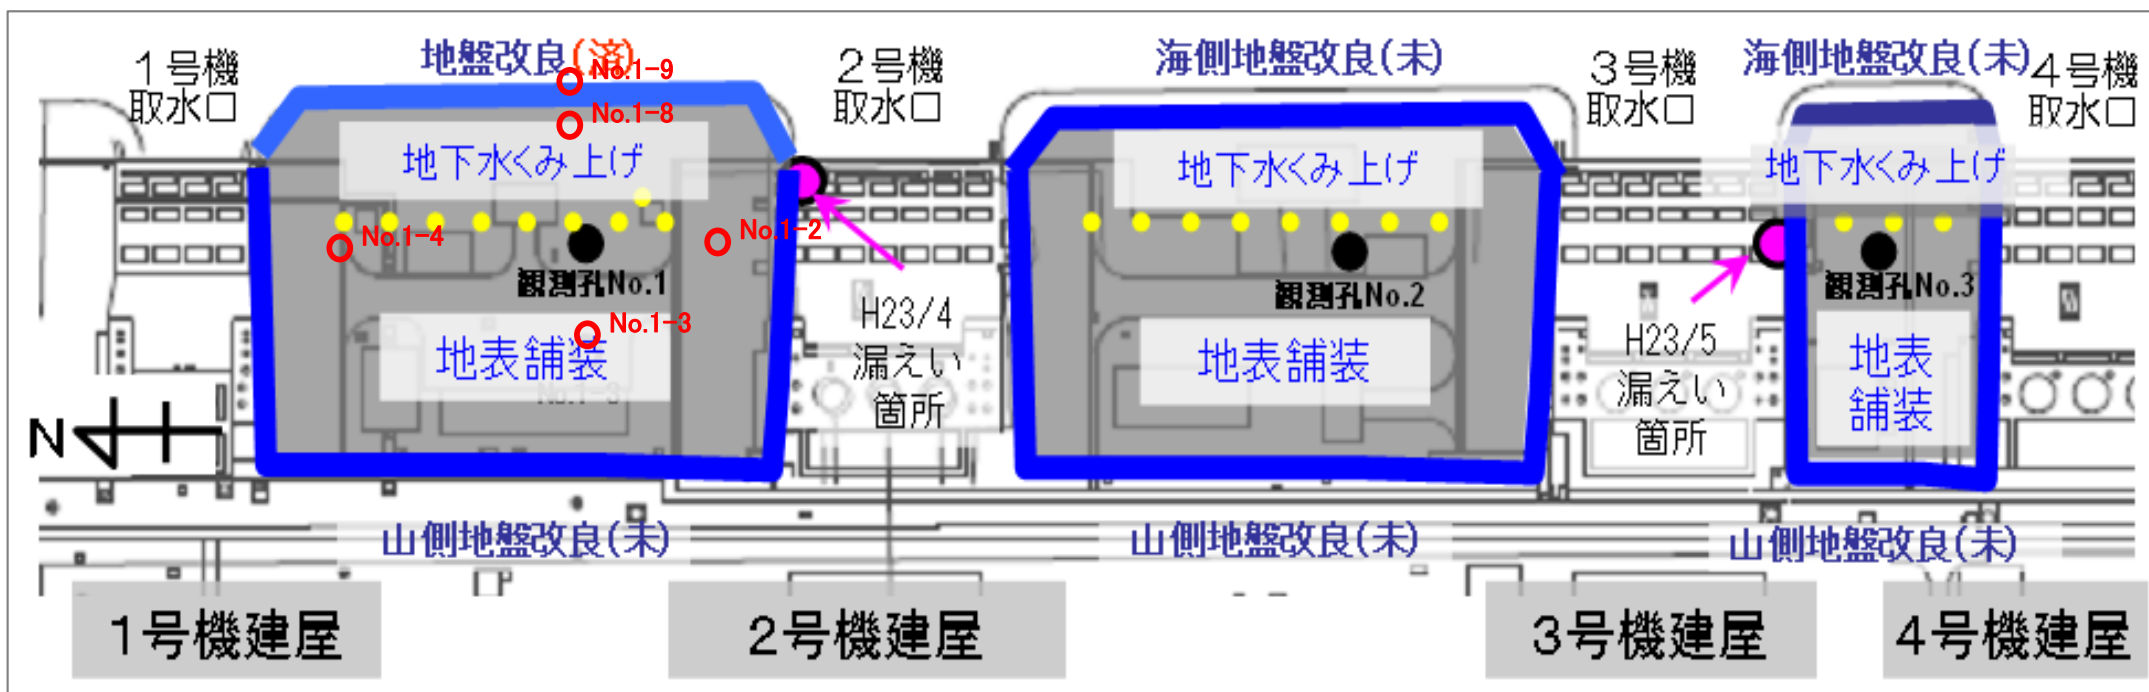 地盤改良(済)
海側地盤改良(未)
海側地盤改良(未)
1号機
取水口
2号機
取水口
3号機
取水口
4号機
取水口
No.1-9
No.1-8
地下水くみ上げ
地下水くみ上げ
地下水くみ上げ
No.1-4
No.1-2
観測孔No.1
観測孔No.2
観測孔No.3
No.1-3
地表舗装
No.1-3
H23/4
漏えい
箇所
地表舗装
H23/5
漏えい
箇所
地表
舗装
N
山側地盤改良(未)
山側地盤改良(未)
山側地盤改良(未)
1号機建屋
2号機建屋
3号機建屋
4号機建屋